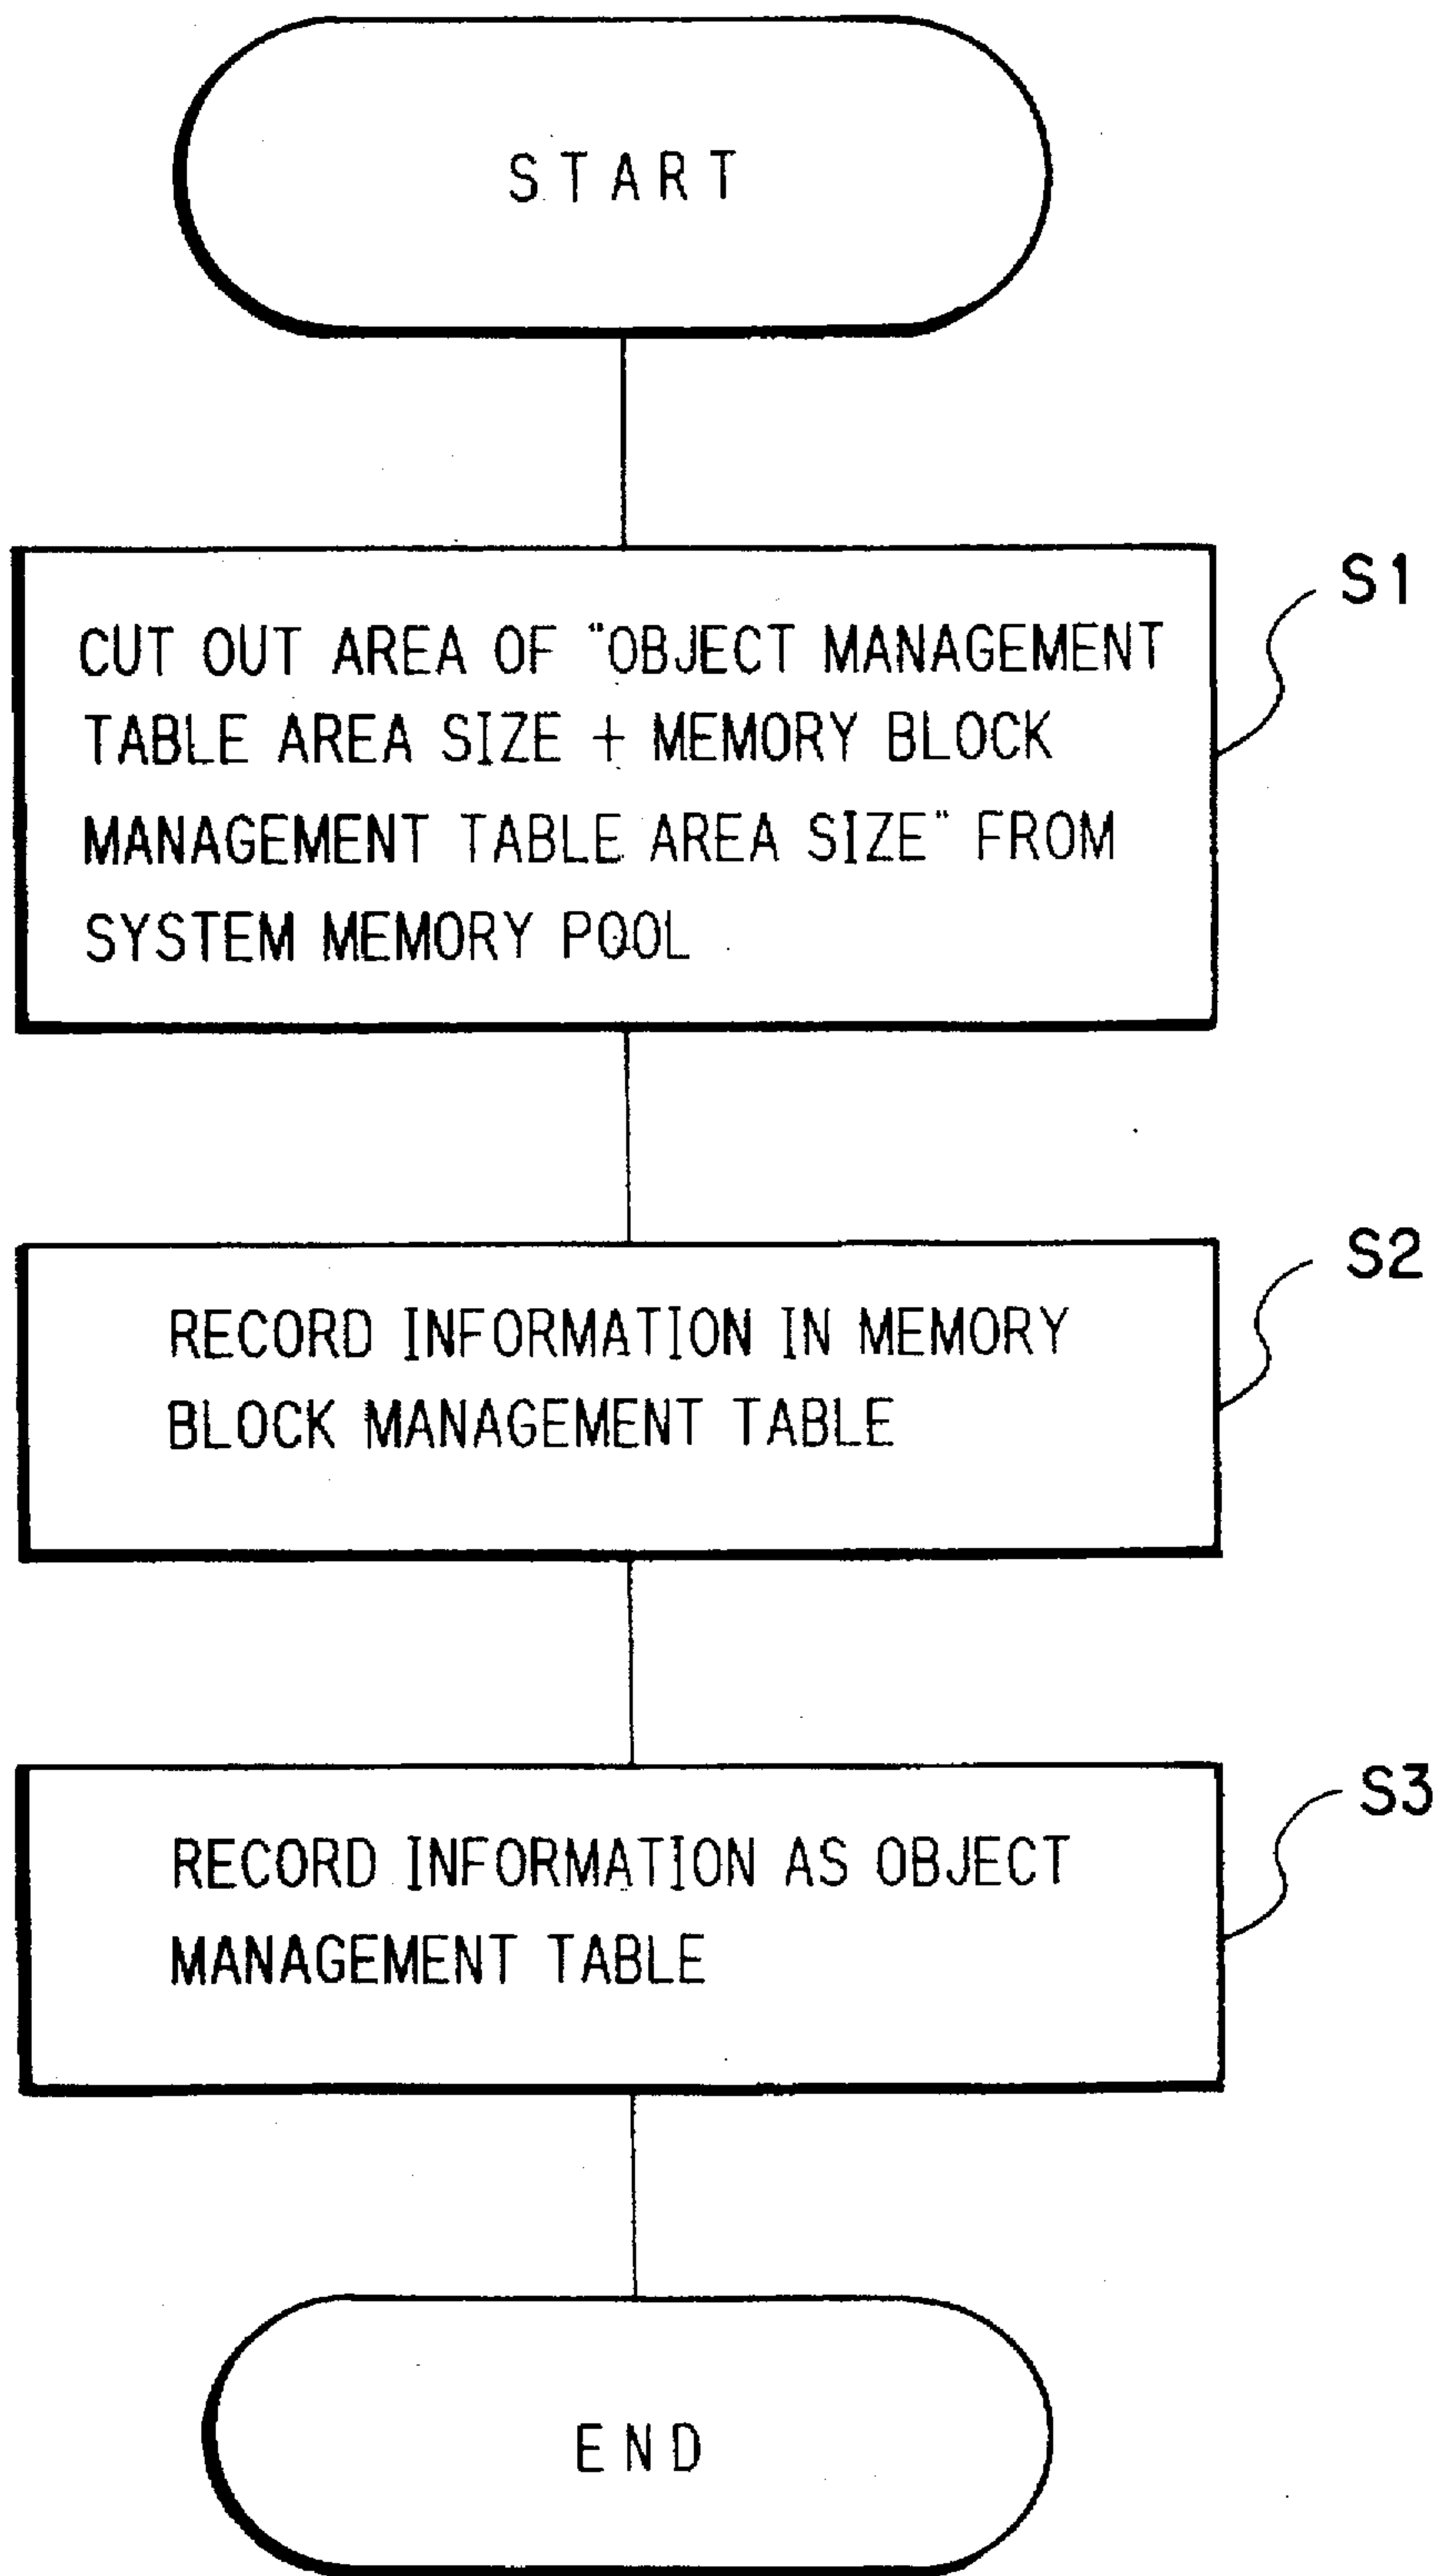 START
S1
CUT OUT AREA OF "OBJECT MANAGEMENT
TABLE AREA SIZE + MEMORY BLOCK
MANAGEMENT TABLE AREA SIZE" FROM
SYSTEM MEMORY POOL
S2
RECORD INFORMATION IN MEMORY
BLOCK MANAGEMENT TABLE
S3
RECORD INFORMATION AS OBJECT
MANAGEMENT TABLE
END